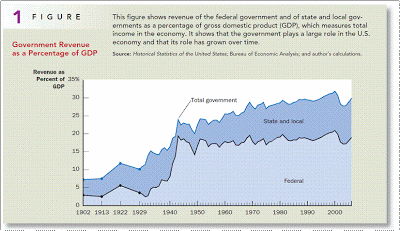 1 FIGURE
Government Revenue
as a Percentage of GDP
This figure shows revenue of the federal government and of state and local gov-
ernments as a percentage of gross domestic product (GDP), which measures total
income in the economy. It shows that the government plays a large role in the U.S.
economy and that its role has grown over time.
Source: Historical Statistics of the United States; Bureau of Economic Analysis; and author's calculations.
Revenue as
Percent of
GDP
35%
30
25
20
15
10
5
0
Total government
State and local
Federal
1902 1913 1922 1929 1940 1950 1960 1970 1980 1990 2000